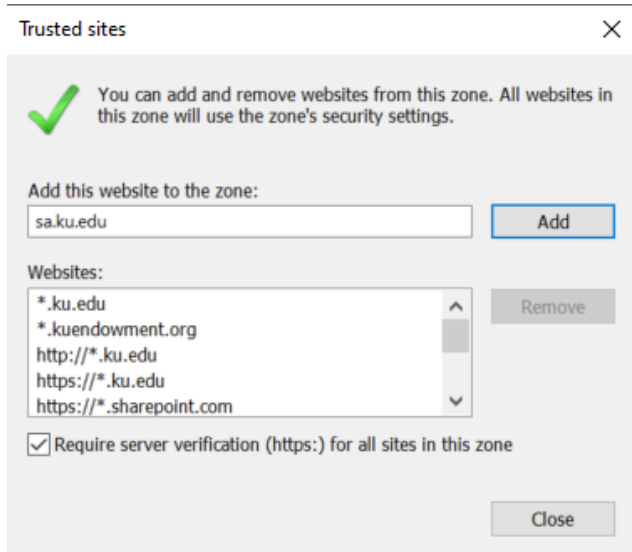 Trusted sites
You can add and remove websites from this zone. All websites in
this zone will use the zone's security settings.
Add this website to the zone:
sa.ku.edu
Add
Websites:
*.ku.edu
*.kuendowment.org
http://*.ku.edu
https://*.ku.edu
https://*.sharepoint.com
Remove
Require server verification (https:) for all sites in this zone
Close